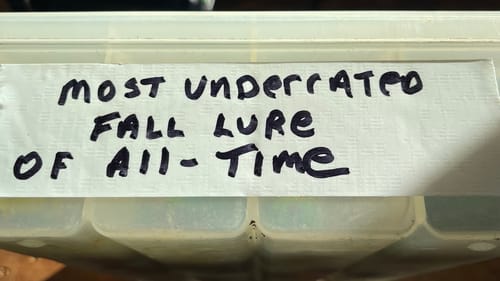 MOST UNDerrATeD
FALL LURe
OF All-TIMe